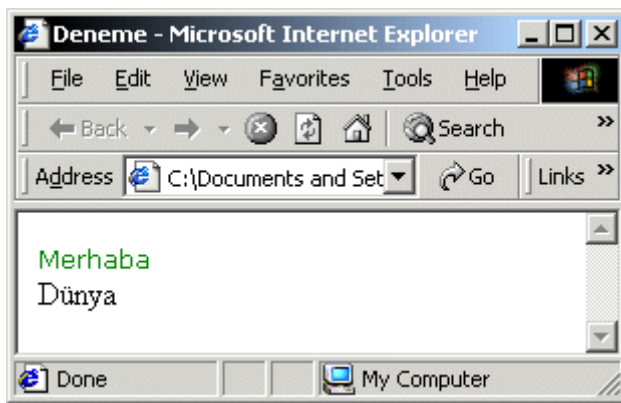 Deneme - Microsoft Internet Explorer
File Edit View Favorites Tools Help
Back Search »
Address C:\Documents and Set Go Links »
Merhaba
Dünya
Done My Computer